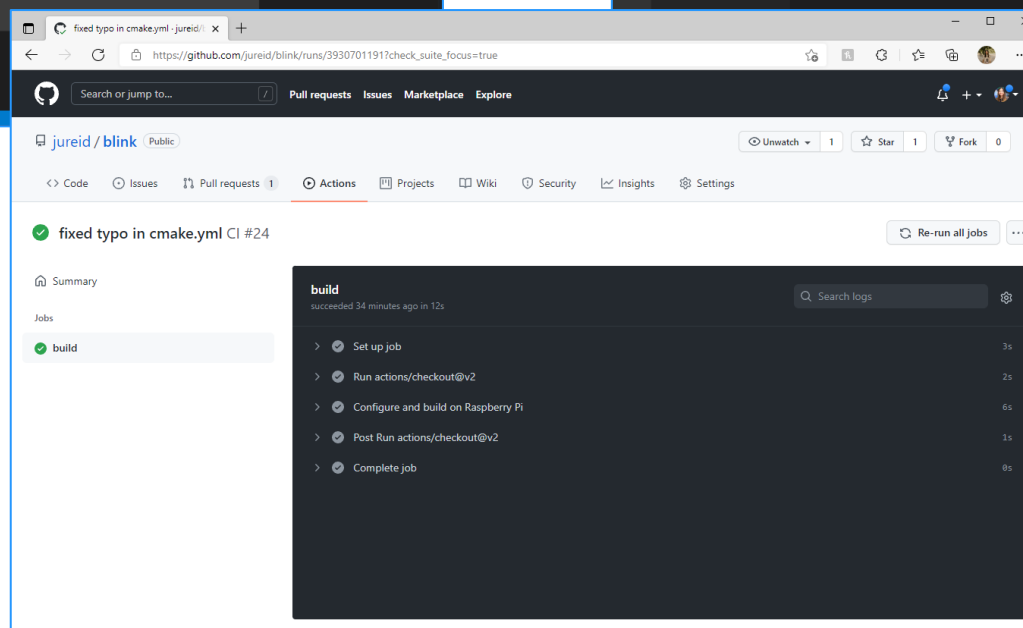 fixed typo in cmake.yml · jureid/b
https://github.com/jureid/blink/runs/3930701191?check_suite_focus=true
Search or jump to... / Pull requests Issues Marketplace Explore
jureid / blink Public Unwatch 1 Star 1 Fork 0
Code Issues Pull requests 1 Actions Projects Wiki Security Insights Settings
fixed typo in cmake.yml CI #24 Re-run all jobs ...
Summary
Jobs
build
build
succeeded 34 minutes ago in 12s
Search logs
Set up job 3s
Run actions/checkout@v2 2s
Configure and build on Raspberry Pi 6s
Post Run actions/checkout@v2 1s
Complete job 0s